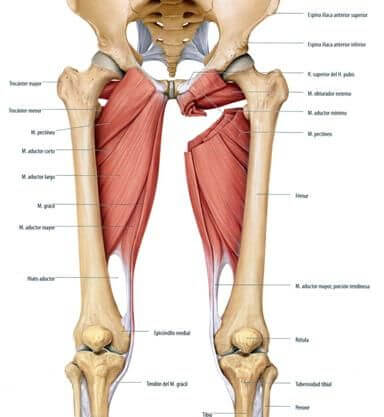 Espina ilíaca anterior superior
Espina ilíaca anterior inferior
R. superior del H. pubis
M. obturador externo
M. aductor mínimo
M. pectíneo
Fémur
M. aductor mayor, porción tendinosa
Rótula
Tuberosidad tibial
Perone
Tibia
Trocánter mayor
Trocánter menor
M. pectíneo
M. aductor corto
M. aductor largo
M. grácil
M. aductor mayor
Hiato aductor
Epicóndilo medial
Tendón del M. grácil